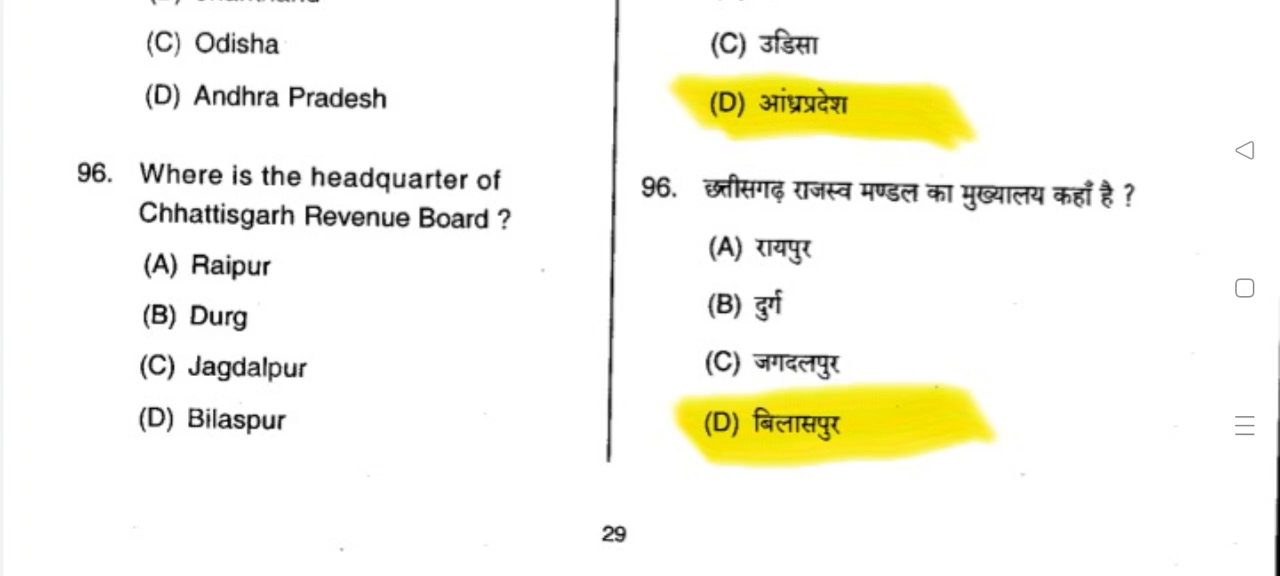 (C) Odisha
(D) Andhra Pradesh
96. Where is the headquarter of
Chhattisgarh Revenue Board ?
(A) Raipur
(B) Durg
(C) Jagdalpur
(D) Bilaspur
(C) उडिसा
(D) आंध्रप्रदेश
96. छत्तीसगढ़ राजस्व मण्डल का मुख्यालय कहाँ है ?
(A) रायपुर
(B) दुर्ग
(C) जगदलपुर
(D) बिलासपुर
29